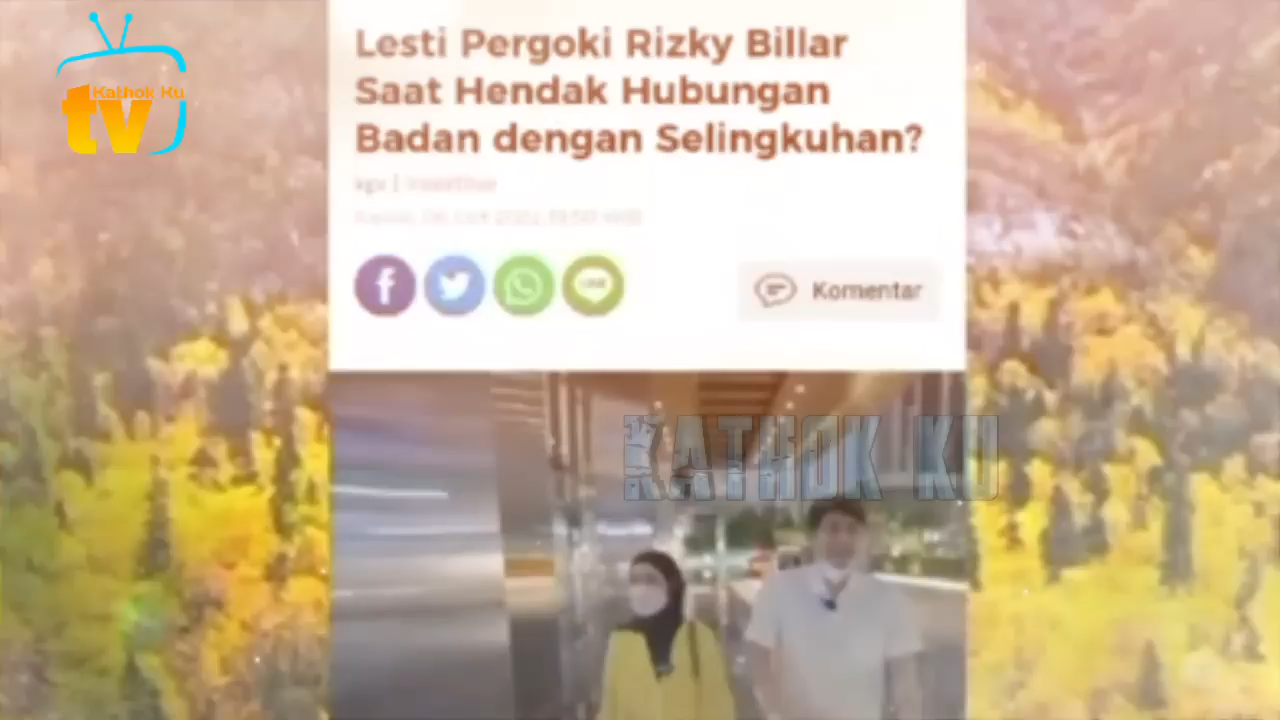 Kathok Ku
tv
Lesti Pergoki Rizky Billar
Saat Hendak Hubungan
Badan dengan Selingkuhan?
Komentar
KATHOK KU